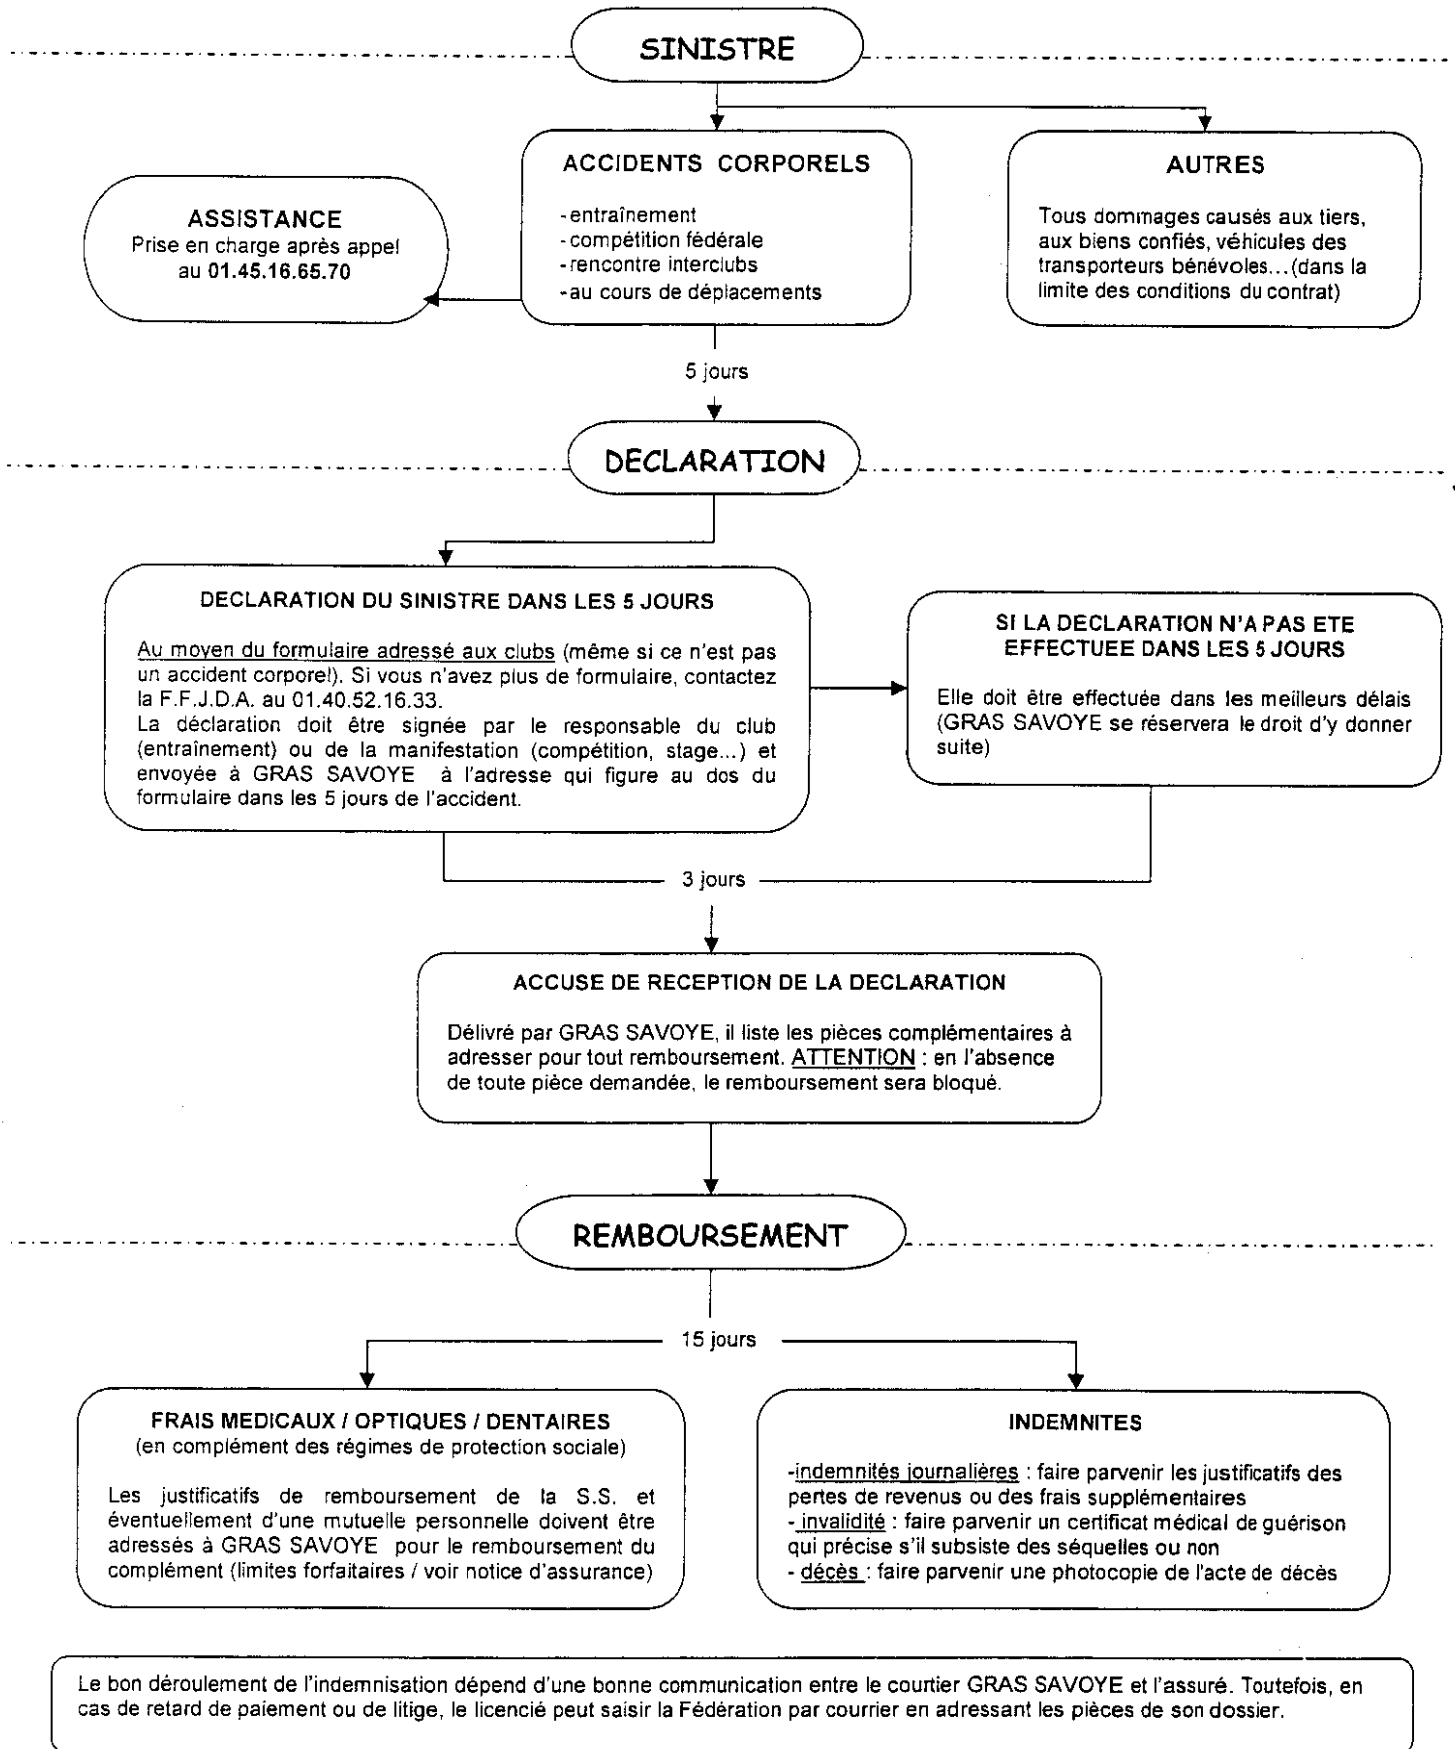 SINISTRE
ASSISTANCE
Prise en charge après appel
au 01.45.16.65.70
ACCIDENTS CORPORELS
-entraînement
-compétition fédérale
-rencontre interclubs
-au cours de déplacements
AUTRES
Tous dommages causés aux tiers,
aux biens confiés, véhicules des
transporteurs bénévoles...(dans la
limite des conditions du contrat)
5 jours
DECLARATION
DECLARATION DU SINISTRE DANS LES 5 JOURS
Au moyen du formulaire adressé aux clubs (même si ce n'est pas
un accident corporel). Si vous n'avez plus de formulaire, contactez
la F.F.J.D.A. au 01.40.52.16.33.
La déclaration doit être signée par le responsable du club
(entraînement) ou de la manifestation (compétition, stage...) et
envoyée à GRAS SAVOYE à l'adresse qui figure au dos du
formulaire dans les 5 jours de l'accident.
SI LA DECLARATION N'A PAS ETE
EFFECTUEE DANS LES 5 JOURS
Elle doit être effectuée dans les meilleurs délais
(GRAS SAVOYE se réservera le droit d'y donner
suite)
3 jours
ACCUSE DE RECEPTION DE LA DECLARATION
Délivré par GRAS SAVOYE, il liste les pièces complémentaires à
adresser pour tout remboursement. ATTENTION : en l'absence
de toute pièce demandée, le remboursement sera bloqué.
REMBOURSEMENT
15 jours
FRAIS MEDICAUX / OPTIQUES / DENTAIRES
(en complément des régimes de protection sociale)
Les justificatifs de remboursement de la S.S. et
éventuellement d'une mutuelle personnelle doivent être
adressés à GRAS SAVOYE pour le remboursement du
complément (limites forfaitaires / voir notice d'assurance)
INDEMNITES
-indemnités journalières : faire parvenir les justificatifs des
pertes de revenus ou des frais supplémentaires
- invalidité : faire parvenir un certificat médical de guérison
qui précise s'il subsiste des séquelles ou non
- décès : faire parvenir une photocopie de l'acte de décès
Le bon déroulement de l'indemnisation dépend d'une bonne communication entre le courtier GRAS SAVOYE et l'assuré. Toutefois, en
cas de retard de paiement ou de litige, le licencié peut saisir la Fédération par courrier en adressant les pièces de son dossier.